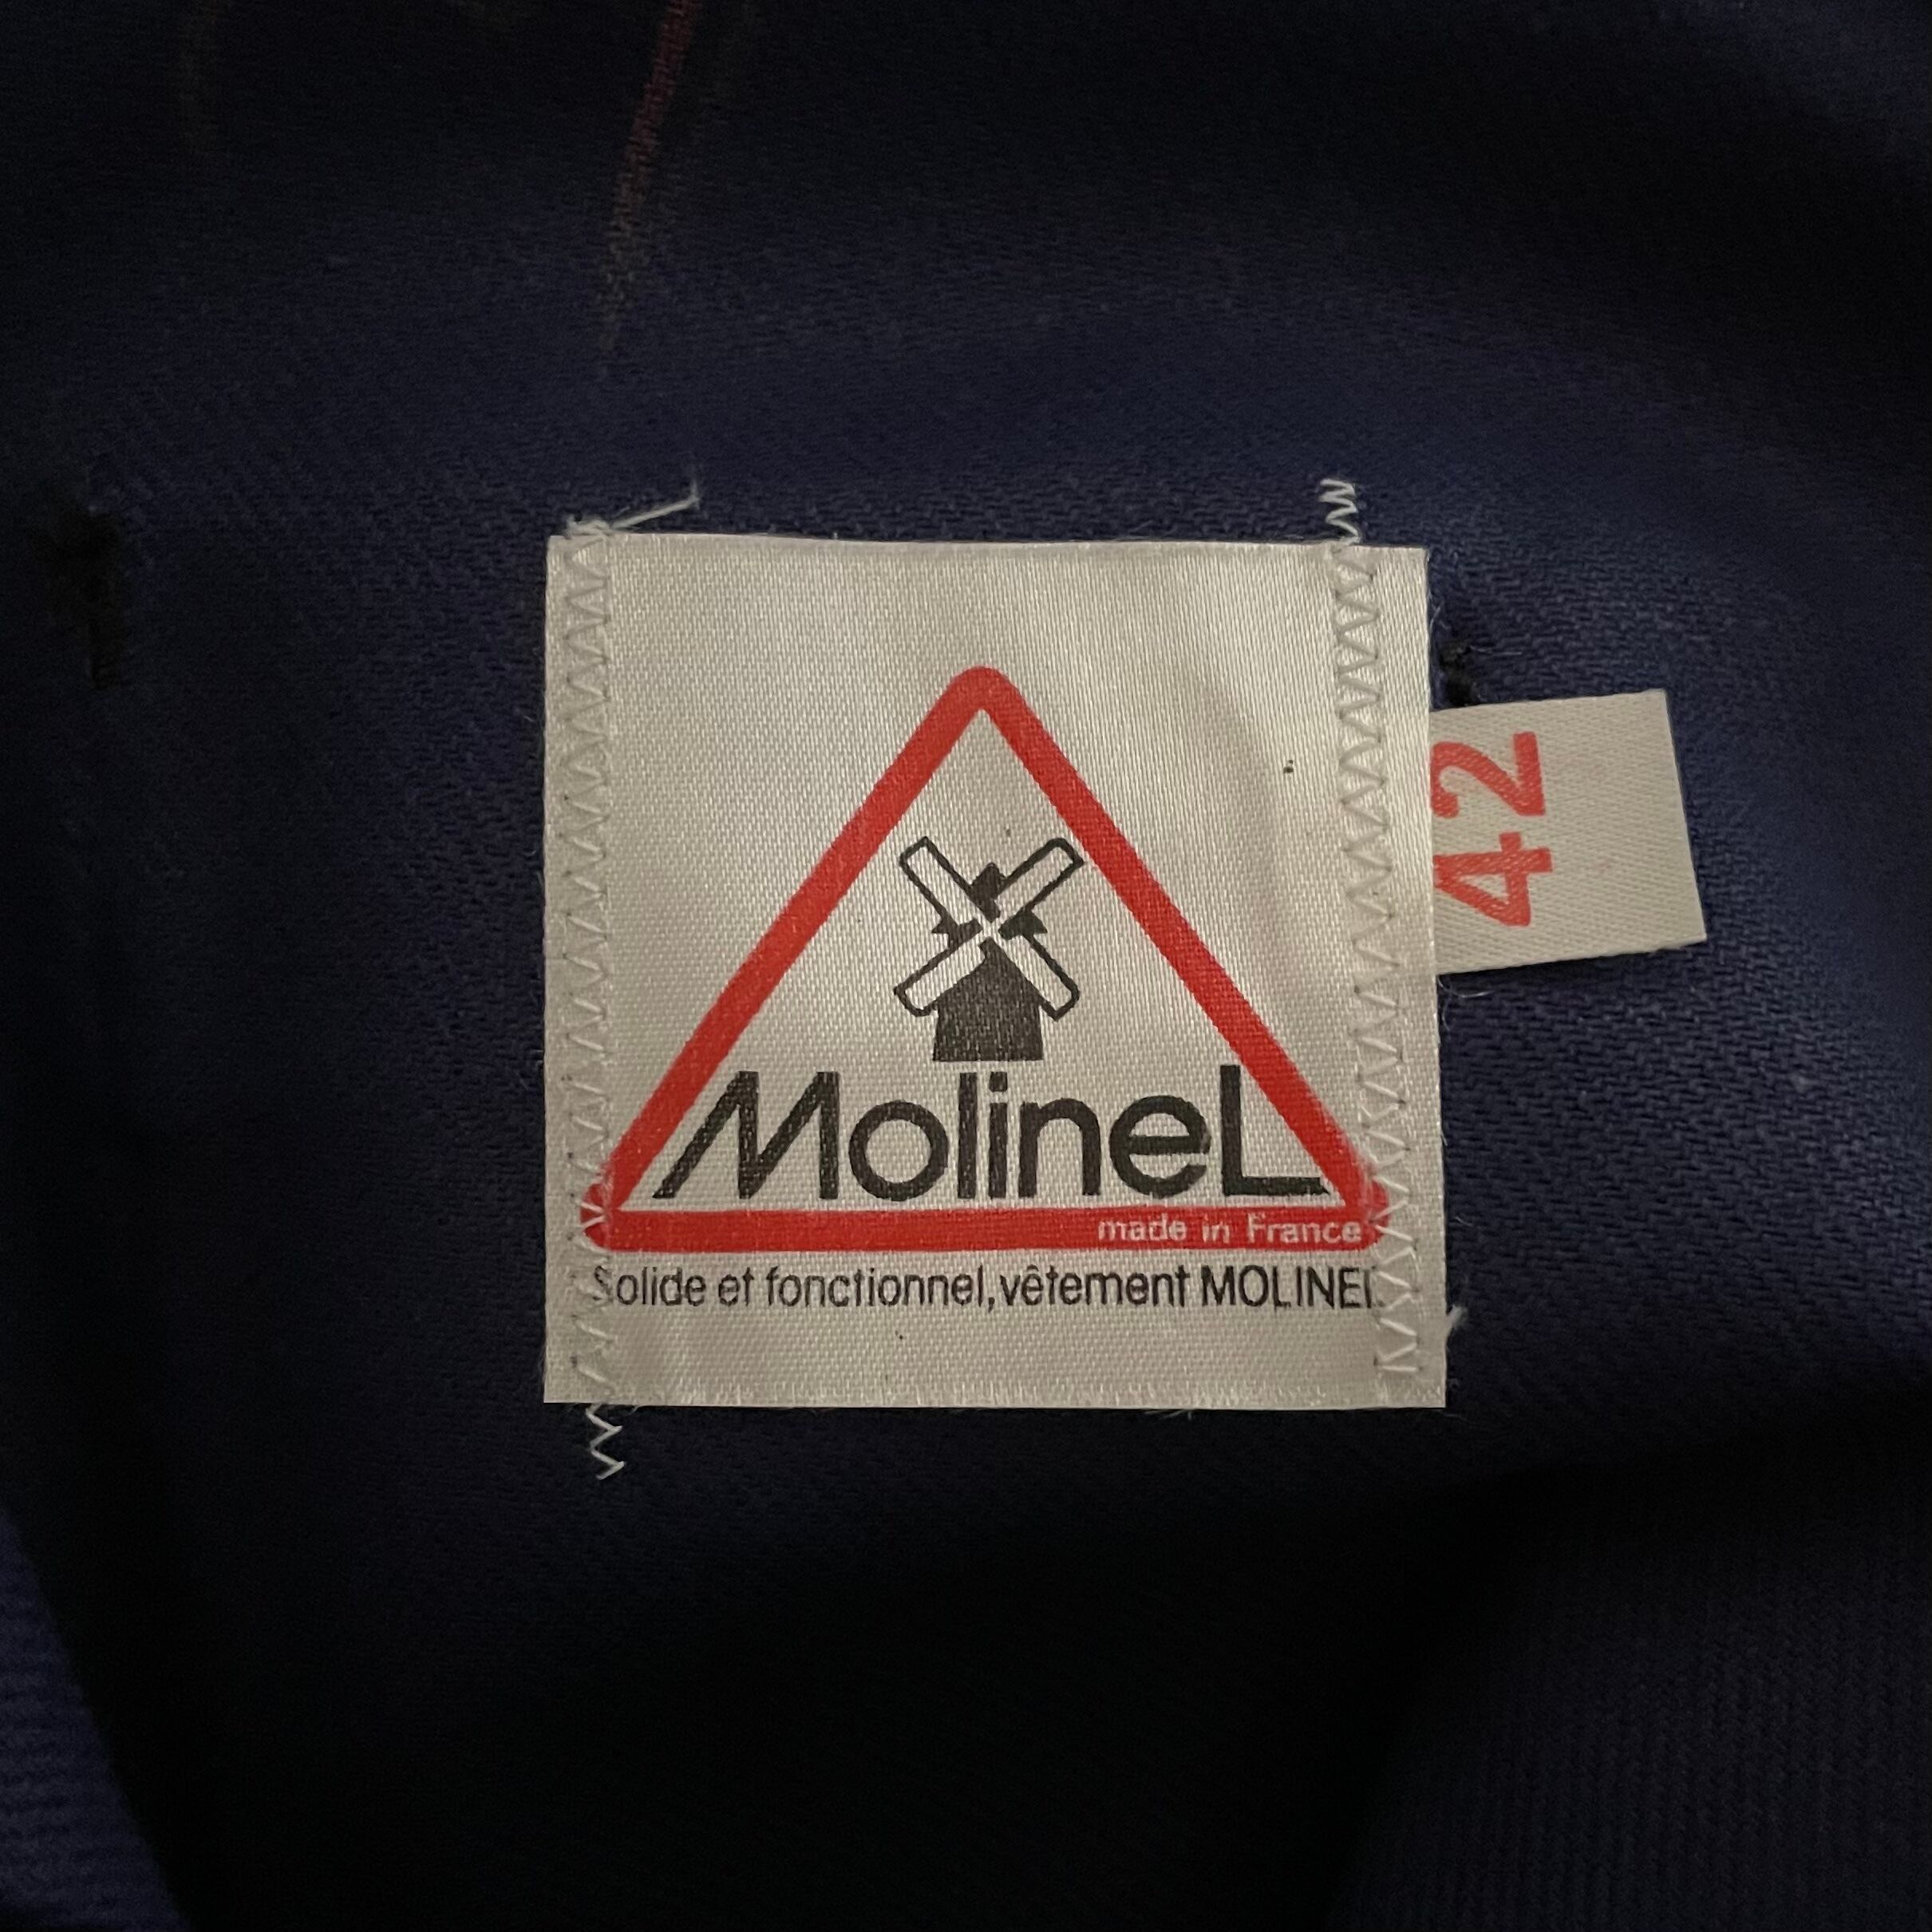 MolineL
made in France
Solide et fonctionnel, vêtement MOLINEL
42